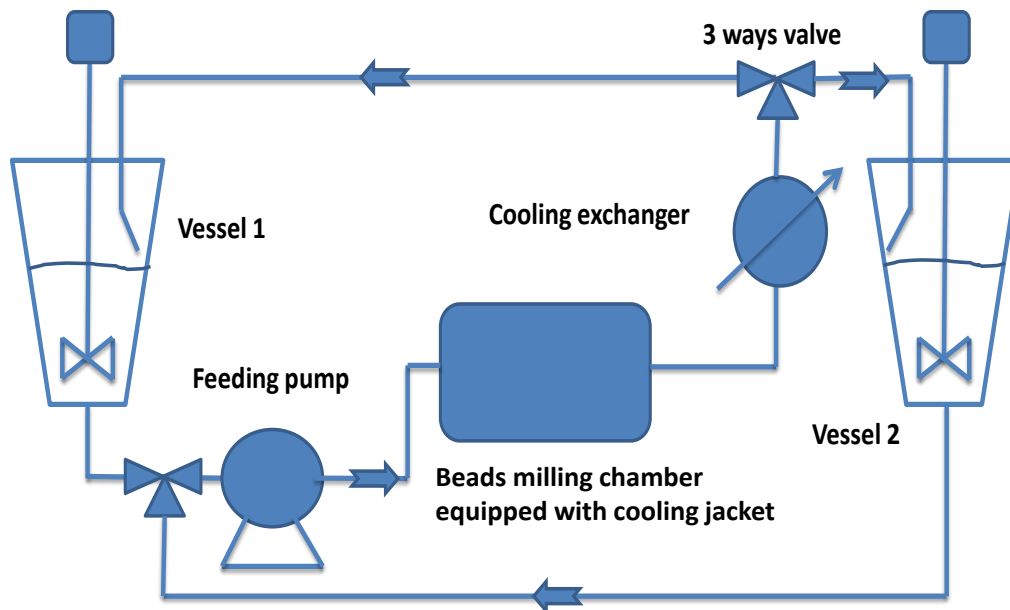 3 ways valve
Vessel 1
Cooling exchanger
Feeding pump
Vessel 2
Beads milling chamber
equipped with cooling jacket